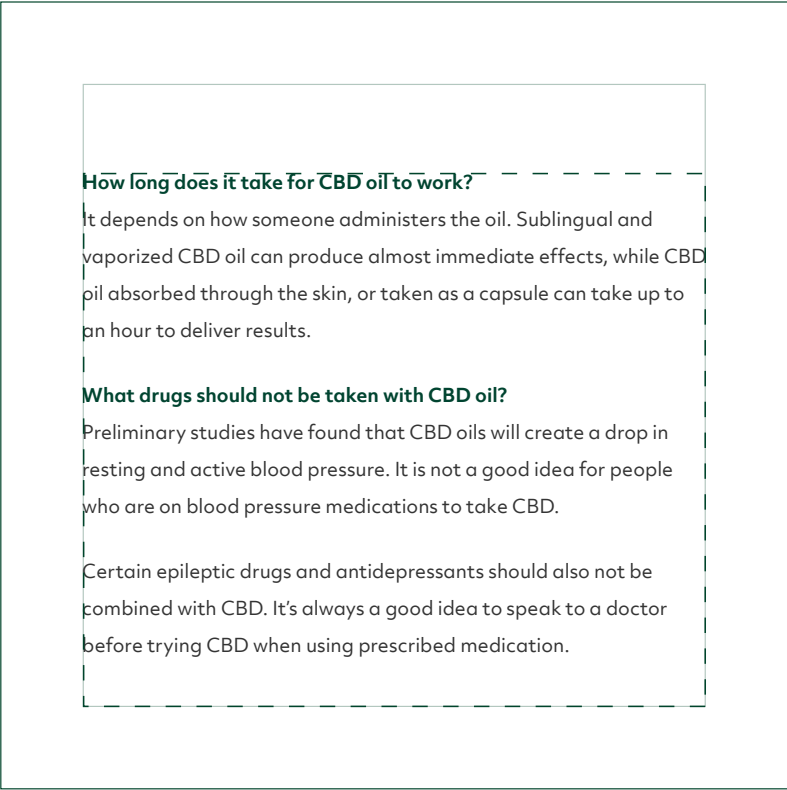 How long does it take for CBD oil to work?
It depends on how someone administers the oil. Sublingual and
vaporized CBD oil can produce almost immediate effects, while CBD
oil absorbed through the skin, or taken as a capsule can take up to
an hour to deliver results.
What drugs should not be taken with CBD oil?
Preliminary studies have found that CBD oils will create a drop in
resting and active blood pressure. It is not a good idea for people
who are on blood pressure medications to take CBD.
Certain epileptic drugs and antidepressants should also not be
combined with CBD. It’s always a good idea to speak to a doctor
before trying CBD when using prescribed medication.